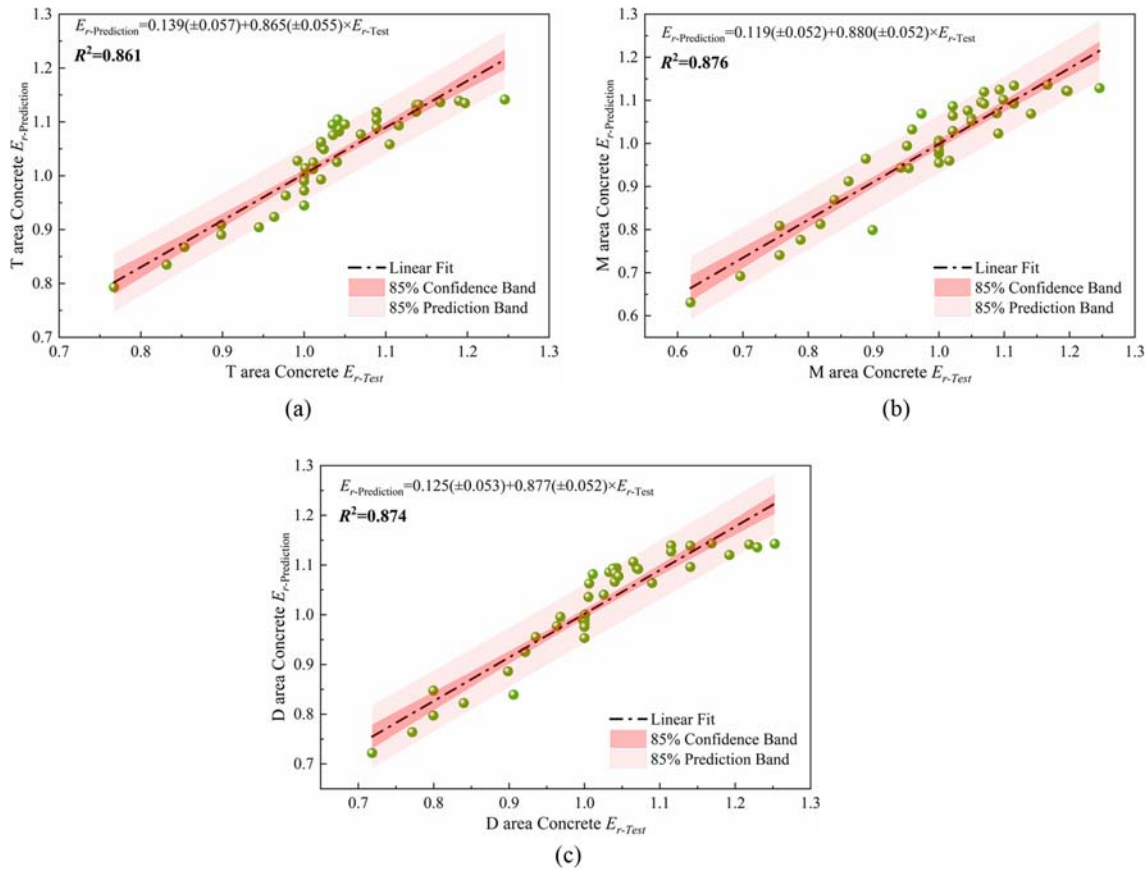 E_r-Prediction=0.139(±0.057)+0.865(±0.055)×E_r-Test
R²=0.861
1.3
1.2
1.1
1.0
0.9
0.8
0.7
T area Concrete E_r-Prediction
Linear Fit
85% Confidence Band
85% Prediction Band
0.7 0.8 0.9 1.0 1.1 1.2 1.3
T area Concrete E_r-Test
(a)
E_r-Prediction=0.119(±0.052)+0.880(±0.052)×E_r-Test
R²=0.876
1.2
1.1
1.0
0.9
0.8
0.7
0.6
M area Concrete E_r-Prediction
Linear Fit
85% Confidence Band
85% Prediction Band
0.6 0.7 0.8 0.9 1.0 1.1 1.2 1.3
M area Concrete E_r-Test
(b)
E_r-Prediction=0.125(±0.053)+0.877(±0.052)×E_r-Test
R²=0.874
1.3
1.2
1.1
1.0
0.9
0.8
0.7
D area Concrete E_r-Prediction
Linear Fit
85% Confidence Band
85% Prediction Band
0.7 0.8 0.9 1.0 1.1 1.2 1.3
D area Concrete E_r-Test
(c)